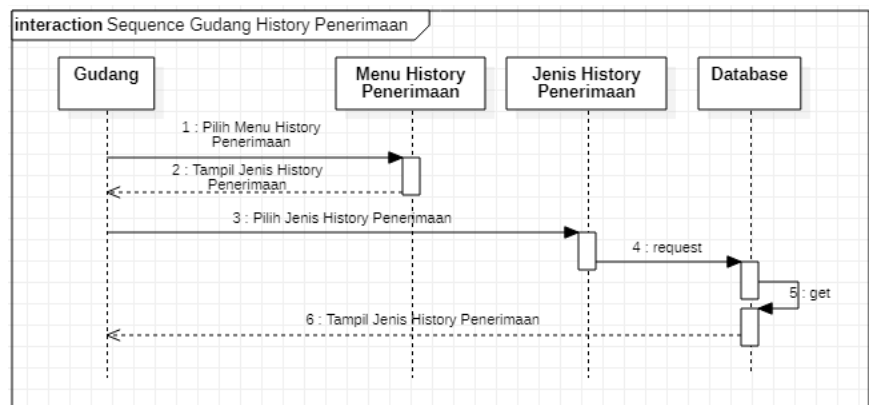 interaction Sequence Gudang History Penerimaan
Gudang
Menu History
Penerimaan
Jenis History
Penerimaan
Database
1 : Pilih Menu History
Penerimaan
2 : Tampil Jenis History
Penerimaan
3 : Pilih Jenis History Penerimaan
4 : request
5 : get
6 : Tampil Jenis History Penerimaan